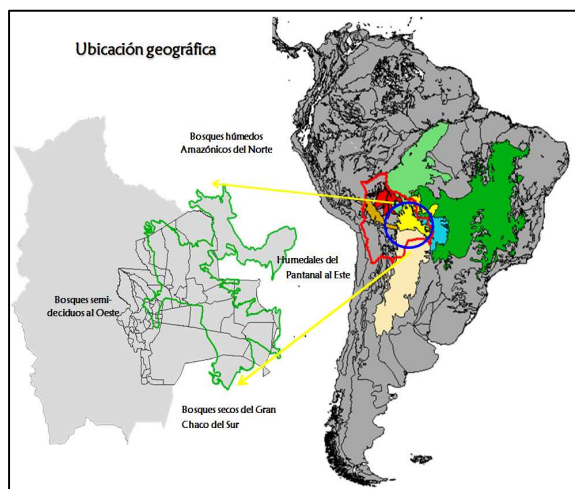 Ubicación geográfica
Bosques húmedos
Amazónicos del Norte
Humedales del
Pantanal al Este
Bosques semi-
deciduos al Oeste
Bosques secos del Gran
Chaco del Sur